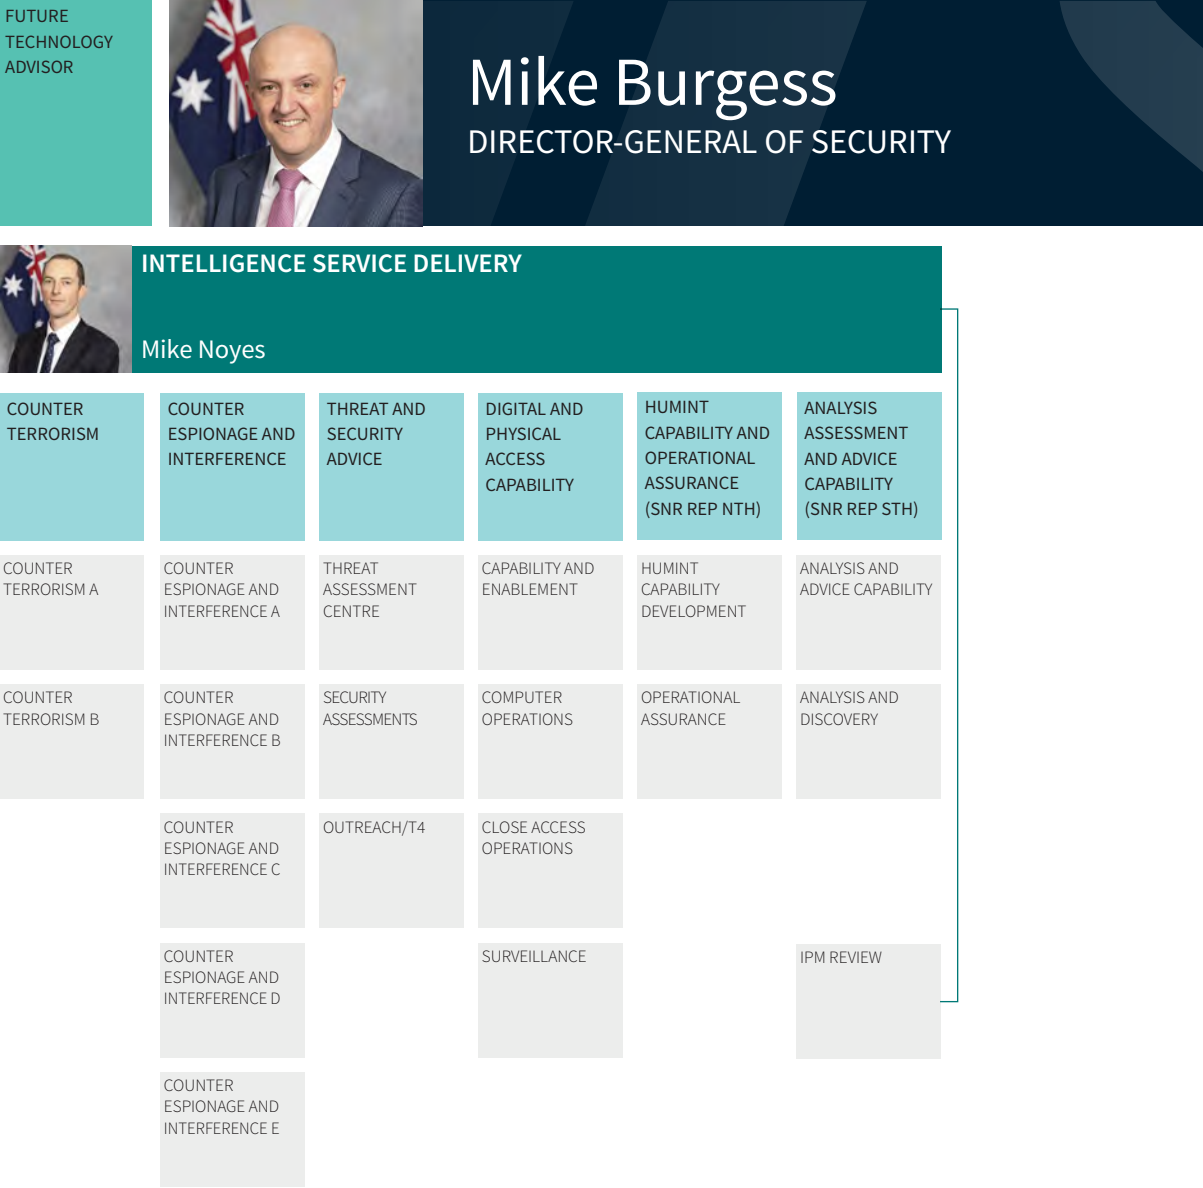 FUTURE
TECHNOLOGY
ADVISOR
Mike Burgess
DIRECTOR-GENERAL OF SECURITY
INTELLIGENCE SERVICE DELIVERY
Mike Noyes
COUNTER
TERRORISM
COUNTER
ESPIONAGE AND
INTERFERENCE
THREAT AND
SECURITY
ADVICE
DIGITAL AND
PHYSICAL
ACCESS
CAPABILITY
HUMINT
CAPABILITY AND
OPERATIONAL
ASSURANCE
(SNR REP NTH)
ANALYSIS
ASSESSMENT
AND ADVICE
CAPABILITY
(SNR REP STH)
COUNTER
TERRORISM A
COUNTER
ESPIONAGE AND
INTERFERENCE A
THREAT
ASSESSMENT
CENTRE
CAPABILITY AND
ENABLEMENT
HUMINT
CAPABILITY
DEVELOPMENT
ANALYSIS AND
ADVICE CAPABILITY
COUNTER
TERRORISM B
COUNTER
ESPIONAGE AND
INTERFERENCE B
SECURITY
ASSESSMENTS
COMPUTER
OPERATIONS
OPERATIONAL
ASSURANCE
ANALYSIS AND
DISCOVERY
COUNTER
ESPIONAGE AND
INTERFERENCE C
OUTREACH/T4
CLOSE ACCESS
OPERATIONS
COUNTER
ESPIONAGE AND
INTERFERENCE D
SURVEILLANCE
IPM REVIEW
COUNTER
ESPIONAGE AND
INTERFERENCE E